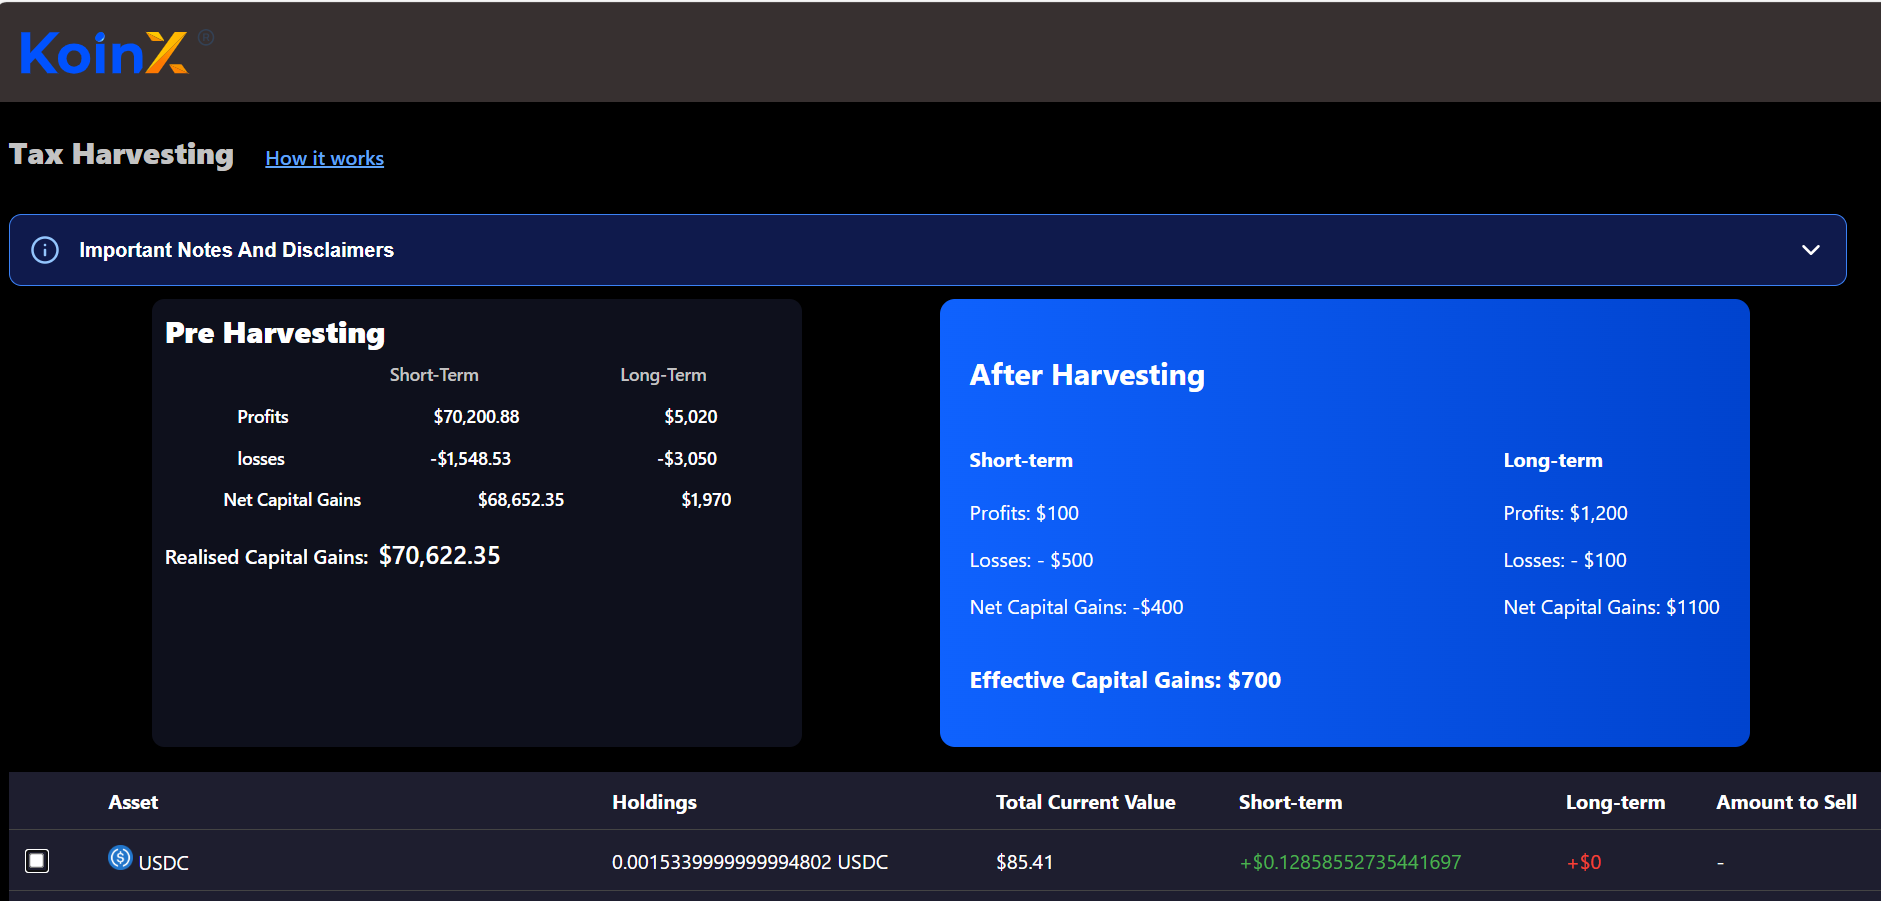 KoinX ®
Tax Harvesting How it works
Important Notes And Disclaimers
Pre Harvesting
Short-Term Long-Term
Profits $70,200.88 $5,020
losses -$1,548.53 -$3,050
Net Capital Gains $68,652.35 $1,970
Realised Capital Gains: $70,622.35
After Harvesting
Short-term Long-term
Profits: $100 Profits: $1,200
Losses: - $500 Losses: - $100
Net Capital Gains: -$400 Net Capital Gains: $1100
Effective Capital Gains: $700
Asset Holdings Total Current Value Short-term Long-term Amount to Sell
USDC 0.0015339999999994802 USDC $85.41 +$0.12858552735441697 +$0 -